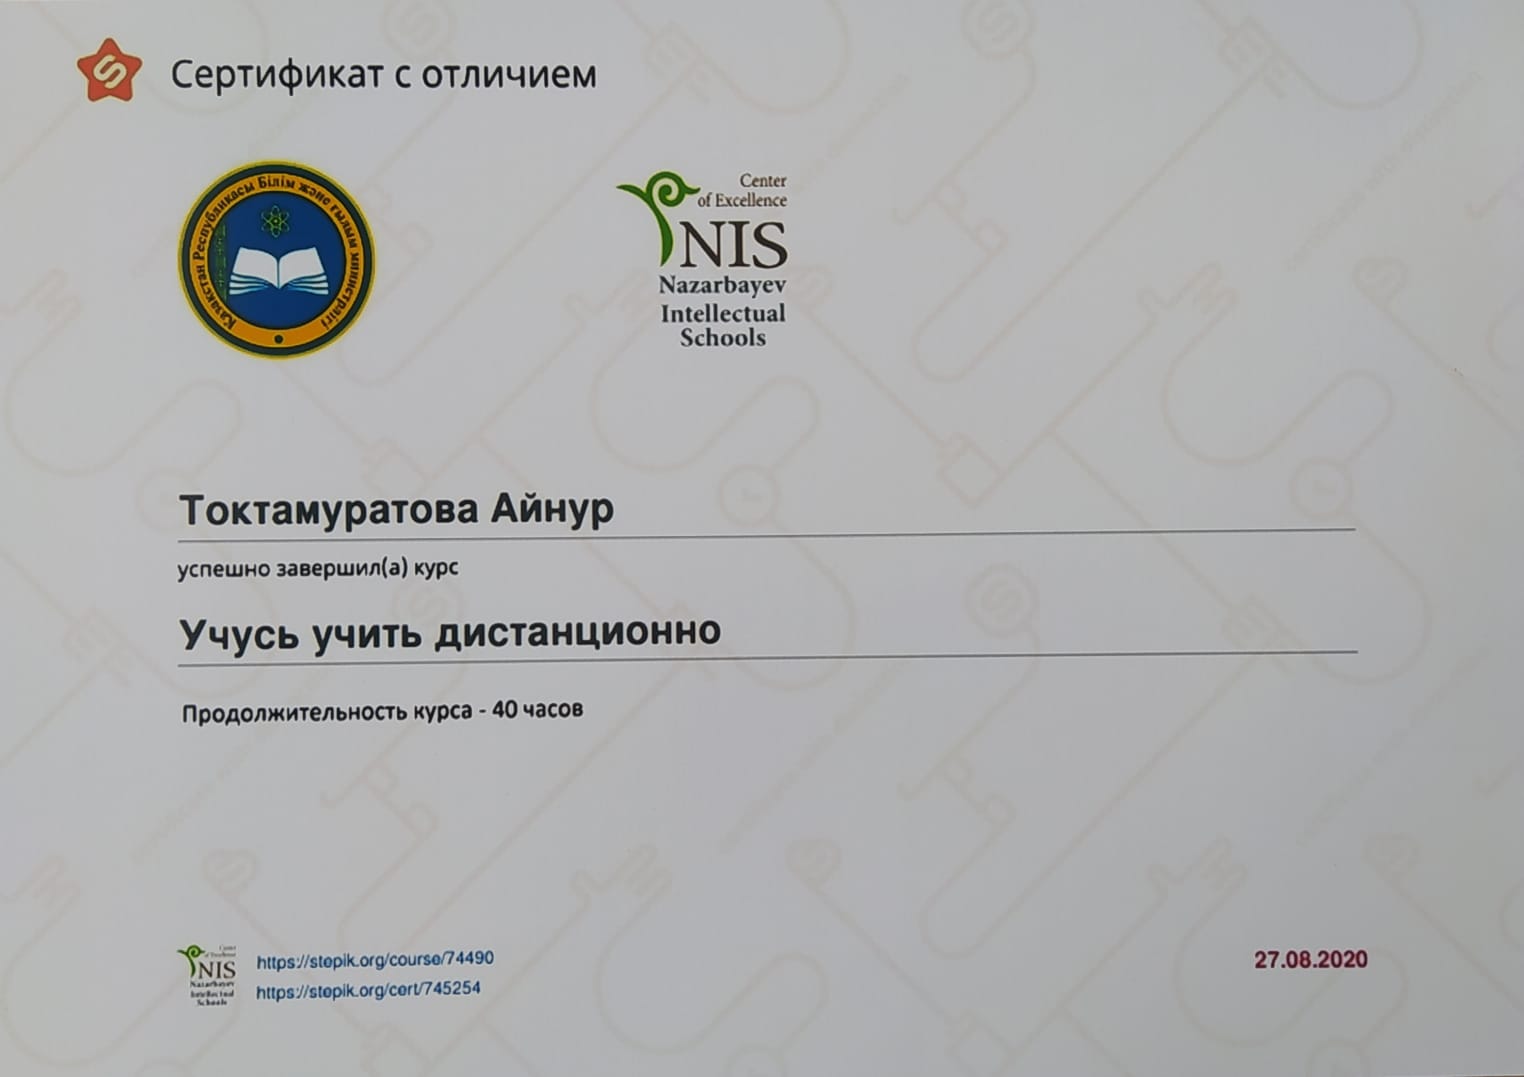 Сертификат с отличием
Қазақстан Республикасы Білім және ғылым министрлігі
Center
of Excellence
NIS
Nazarbayev
Intellectual
Schools
Токтамуратова Айнур
успешно завершил(а) курс
Учусь учить дистанционно
Продолжительность курса - 40 часов
Center
of Excellence
NIS
Nazarbayev
Intellectual
Schools
https://stepik.org/course/74490
https://stepik.org/cert/745254
27.08.2020